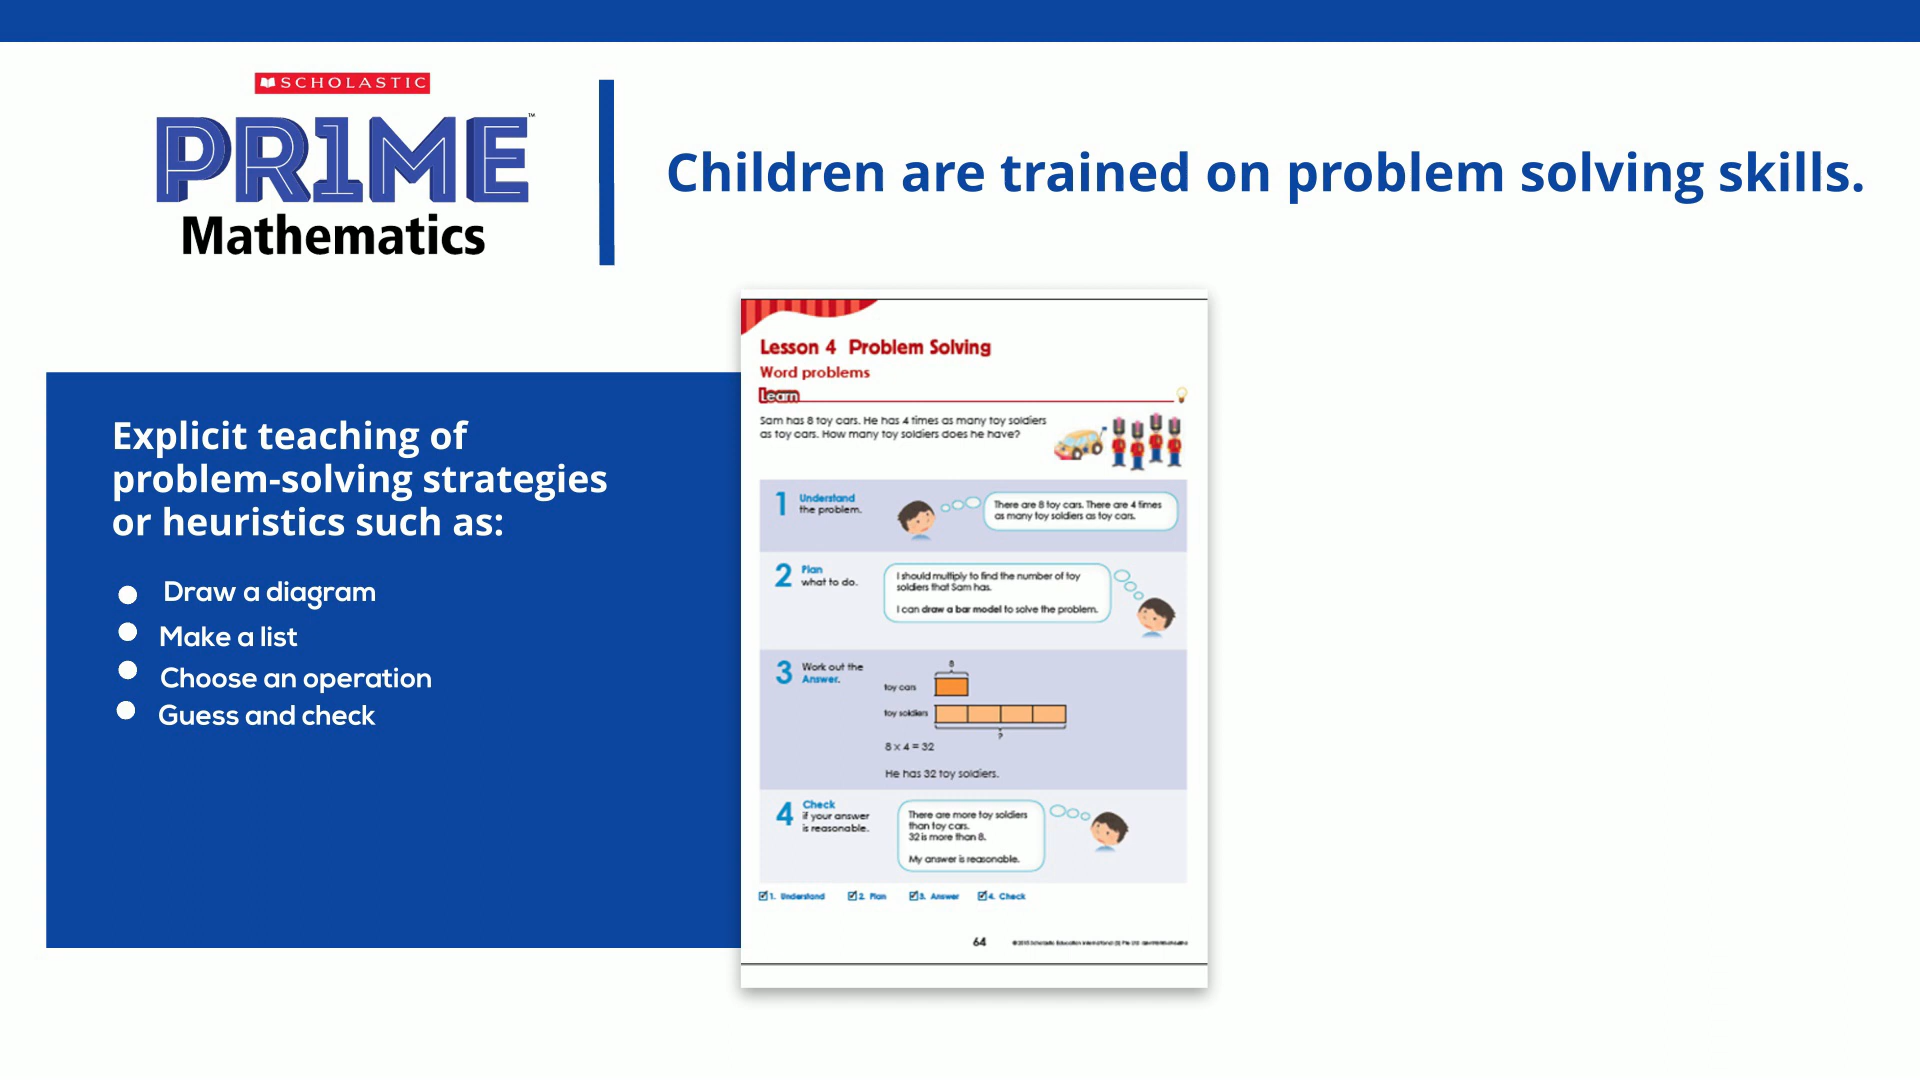 SCHOLASTIC
PR1ME™
Mathematics
Children are trained on problem solving skills.
Explicit teaching of
problem-solving strategies
or heuristics such as:
Draw a diagram
Make a list
Choose an operation
Guess and check
Lesson 4 Problem Solving
Word problems
Learn
Sam has 8 toy cars. He has 4 times as many toy soldiers
as toy cars. How many toy soldiers does he have?
1 Understand
the problem.
There are 8 toy cars. There are 4 times
as many toy soldiers as toy cars.
2 Plan
what to do.
I should multiply to find the number of toy
soldiers that Sam has.
I can draw a bar model to solve the problem.
3 Work out the
Answer.
8
toy cars
toy soldiers
?
8 x 4 = 32
He has 32 toy soldiers.
4 Check
if your answer
is reasonable.
There are more toy soldiers
than toy cars.
32 is more than 8.
My answer is reasonable.
1. Understand 2. Plan 3. Answer 4. Check
64